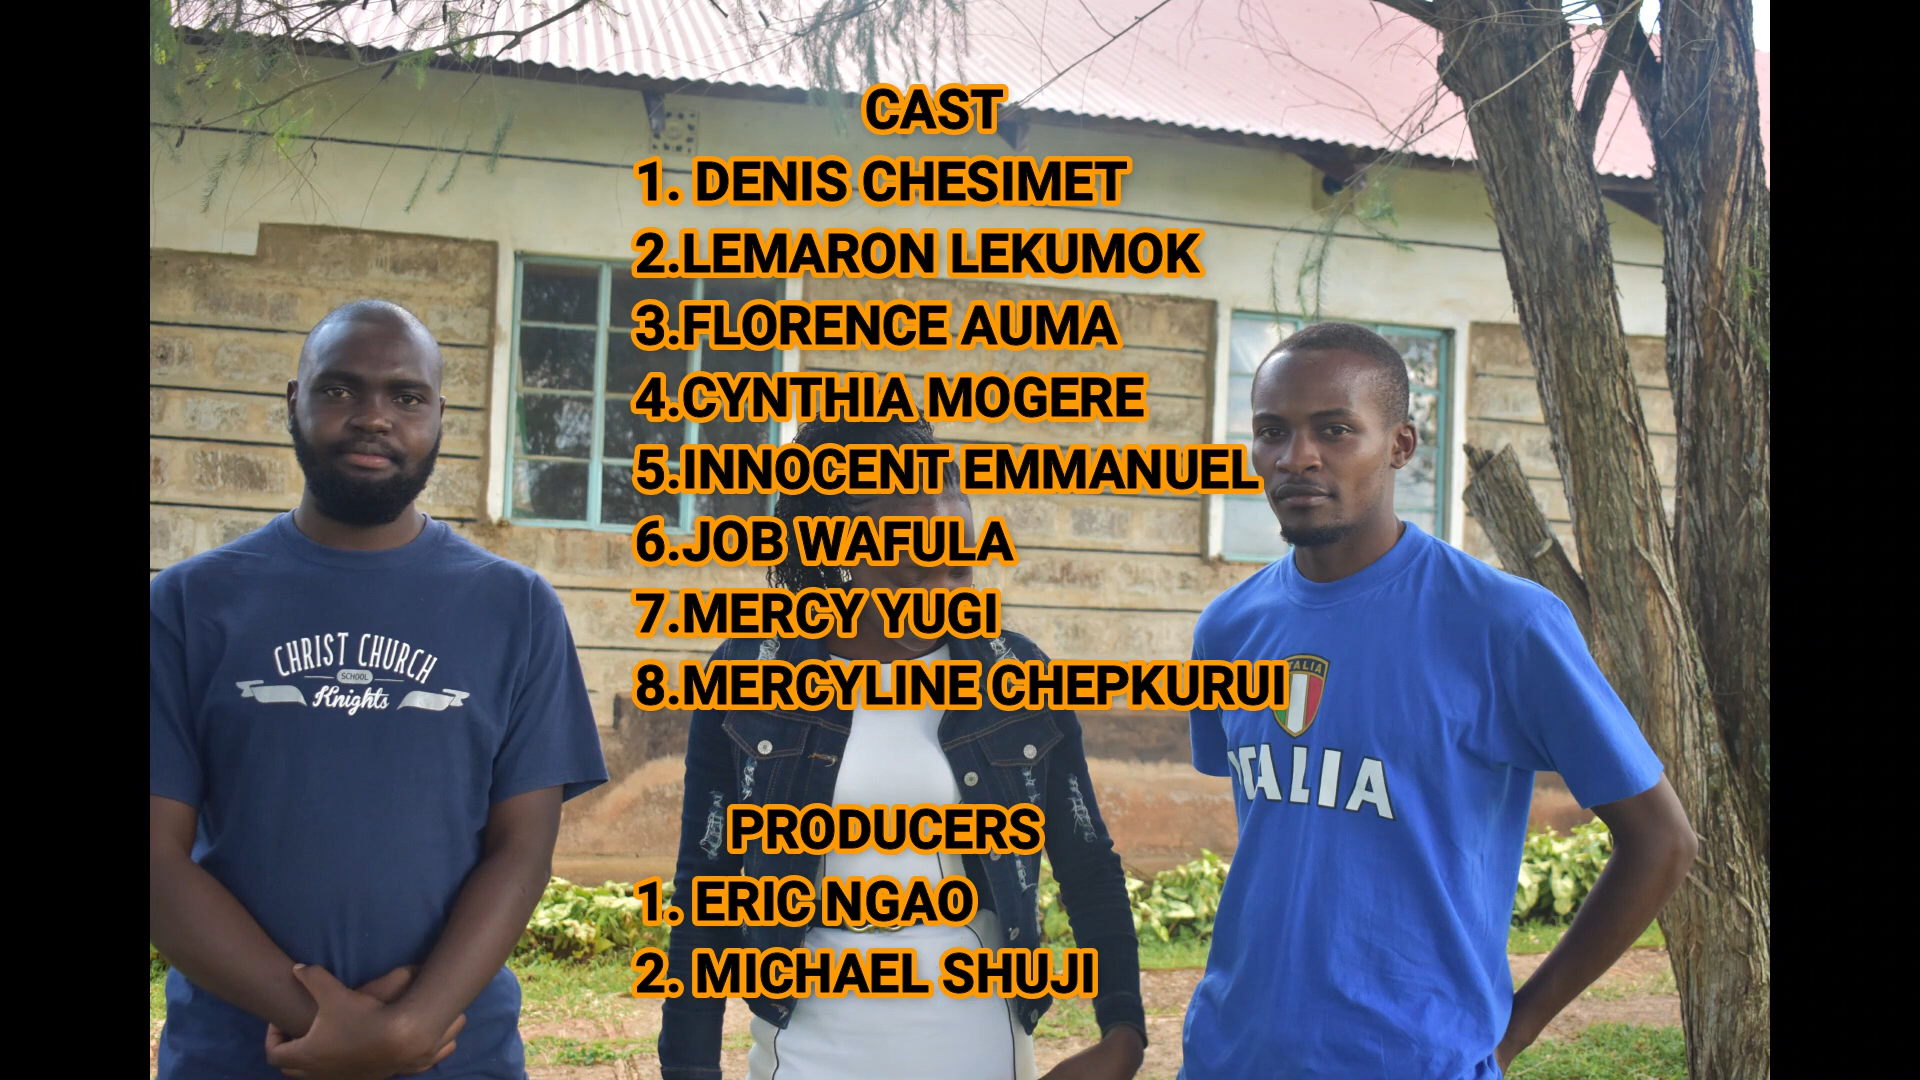 CAST
1. DENIS CHESIMET
2.LEMARON LEKUMOK
3.FLORENCE AUMA
4.CYNTHIA MOGERE
5.INNOCENT EMMANUEL
6.JOB WAFULA
7.MERCY YUGI
8.MERCYLINE CHEPKURUI
PRODUCERS
1. ERIC NGAO
2. MICHAEL SHUJI
CHRIST CHURCH
SCHOOL
Knights
ITALIA
ITALIA